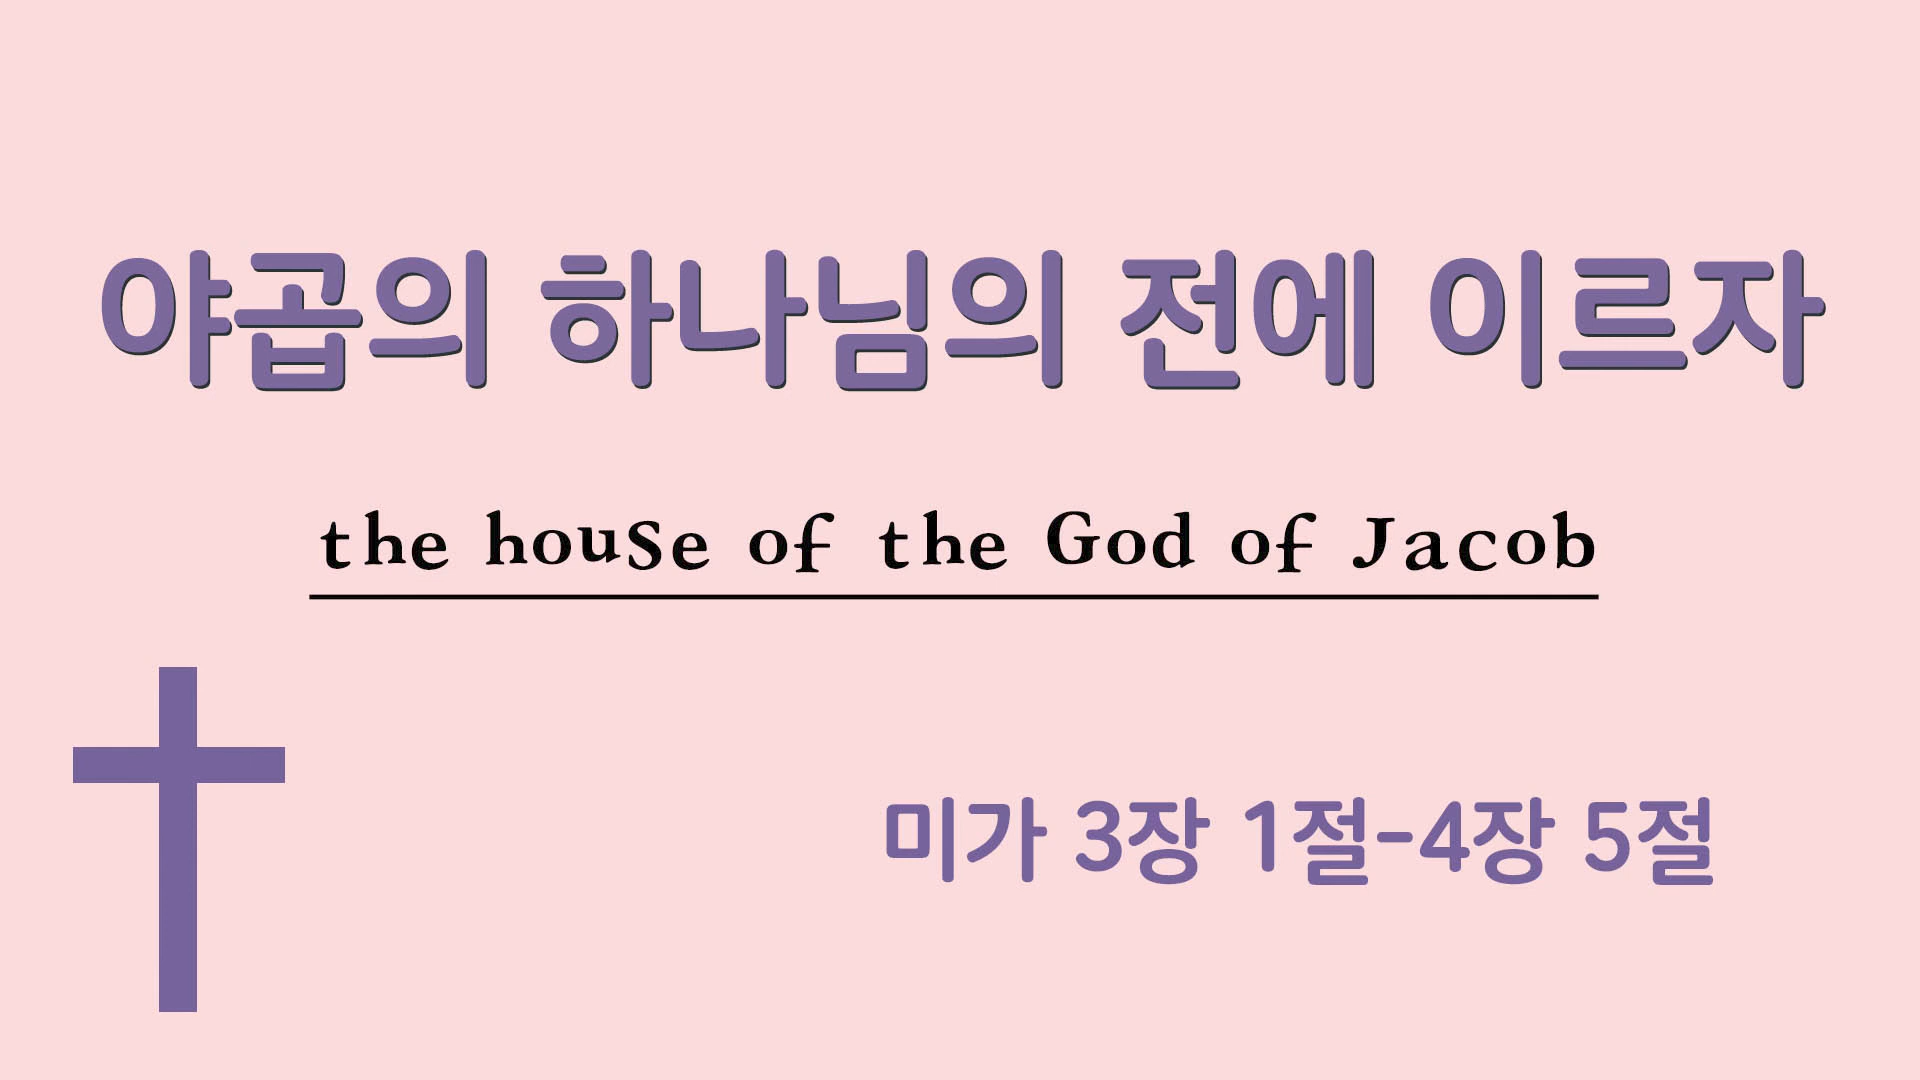 야곱의 하나님의 전에 이르자
the houSe of the God of Jacob
미가 3장 1절-4장 5절